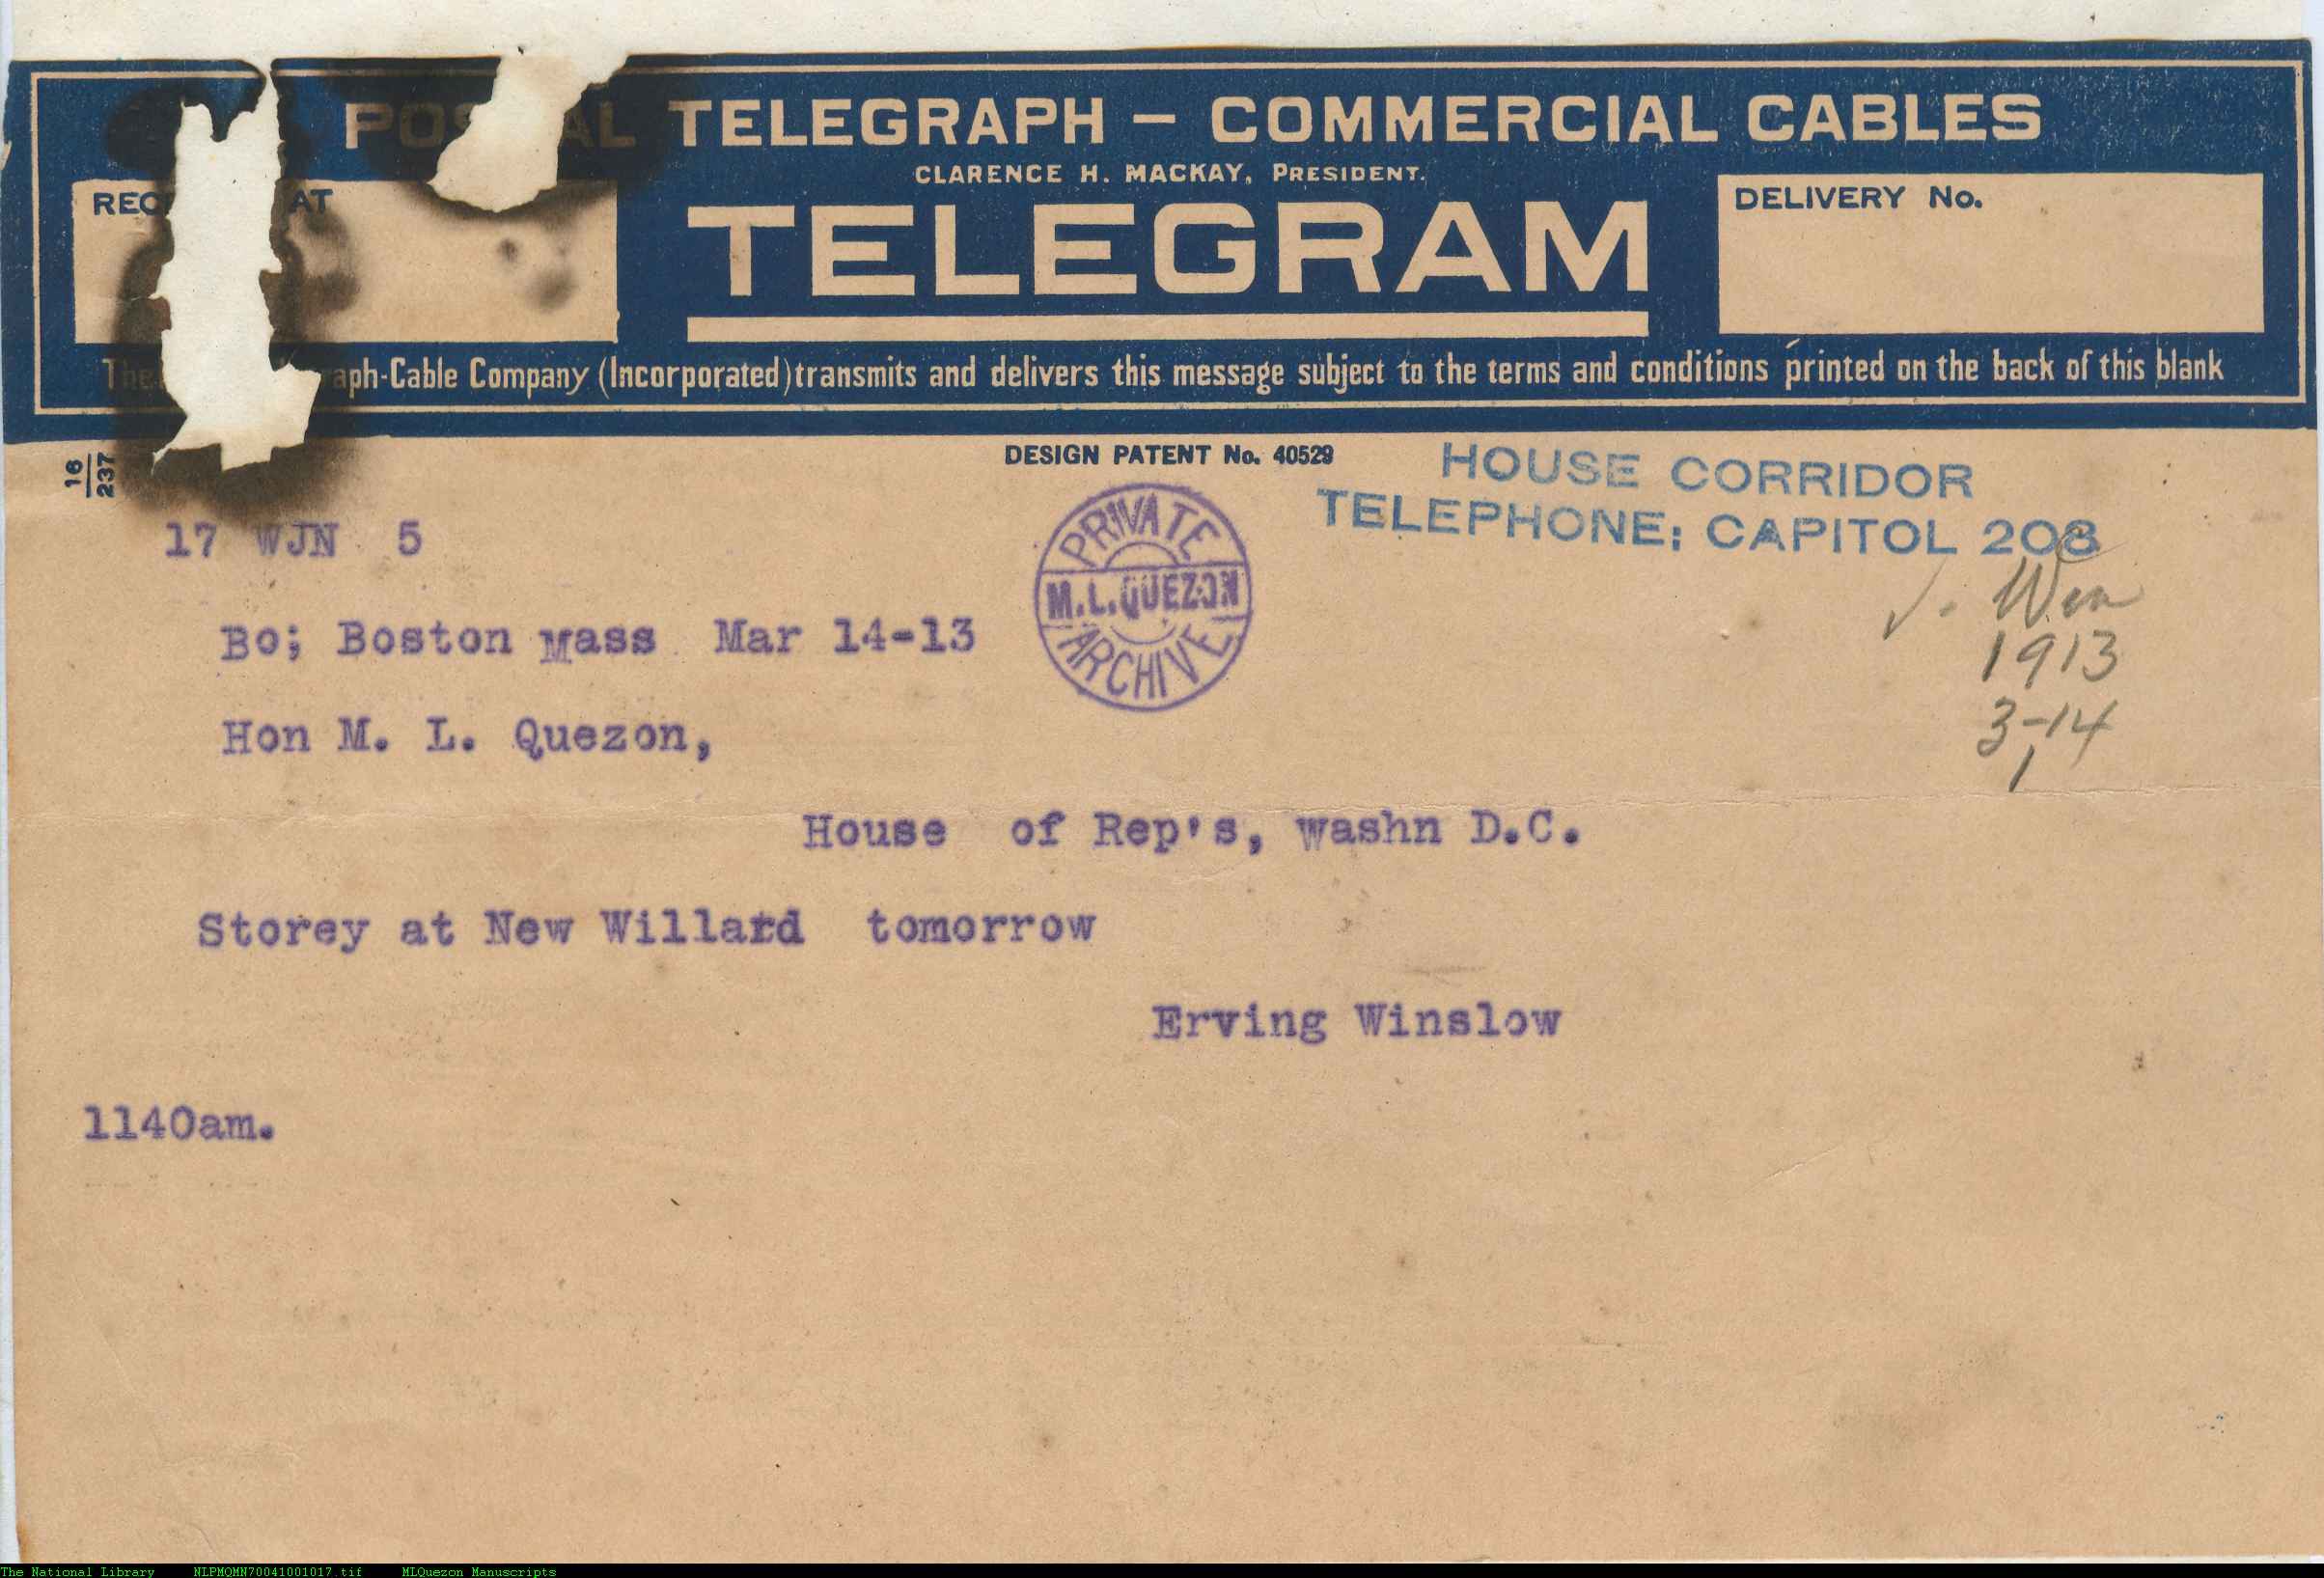 POSTAL TELEGRAPH – COMMERCIAL CABLES
CLARENCE H. MACKAY, PRESIDENT.
REC AT
TELEGRAM
DELIVERY No.
The raph-Cable Company (Incorporated) transmits and delivers this message subject to the terms and conditions printed on the back of this blank
16/237
DESIGN PATENT No. 40529
HOUSE CORRIDOR
TELEPHONE: CAPITOL 208
PRIVATE
M.L.QUEZON
ARCHIVE
17 WJN 5
Bo; Boston Mass Mar 14-13
1913
3-14
1
Hon M. L. Quezon,
House of Rep's, Washn D.C.
Storey at New Willard tomorrow
Erving Winslow
1140am.
The National Library NLPMQMN70041001017.tif MLQuezon Manuscripts